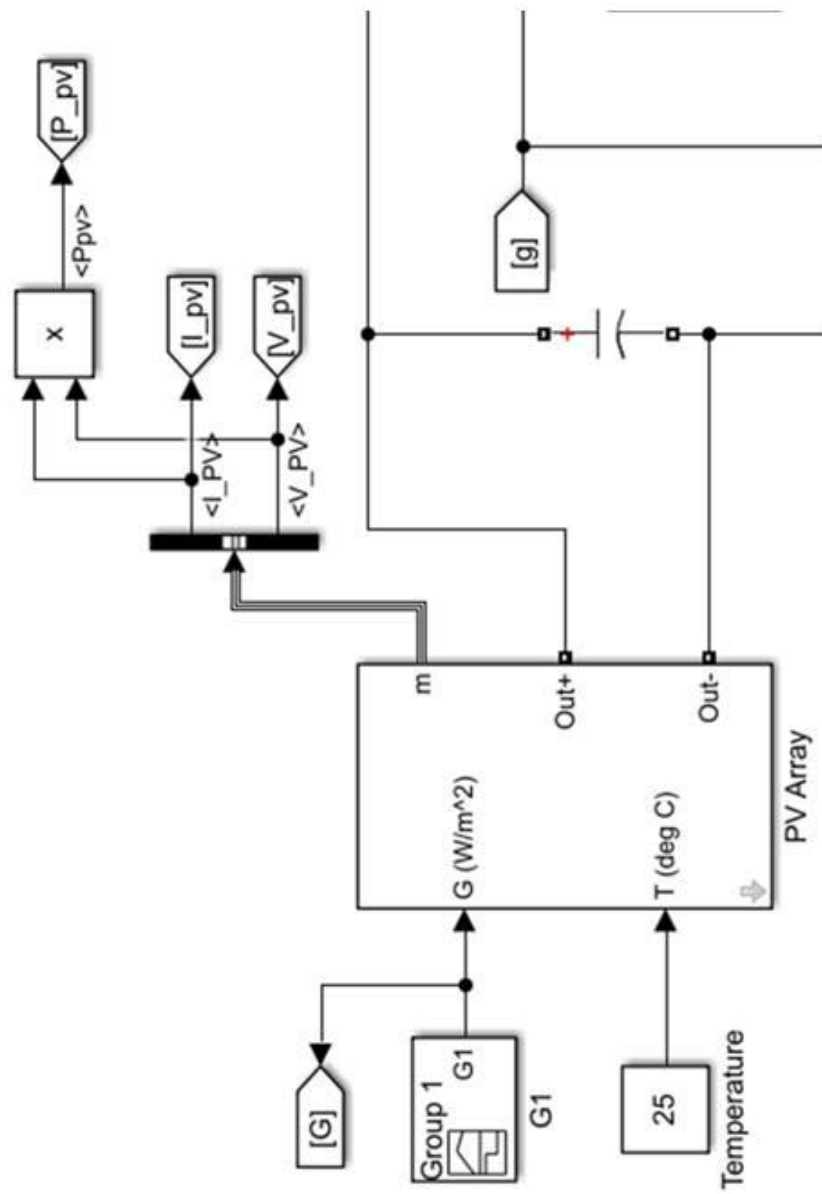 [P_pv]
<Ppv>
x
[I_pv]
<I_PV>
[V_pv]
<V_PV>
[G]
Group 1
G1
G1
25
Temperature
G (W/m^2)
T (deg C)
m
Out+
Out-
PV Array
+
[g]